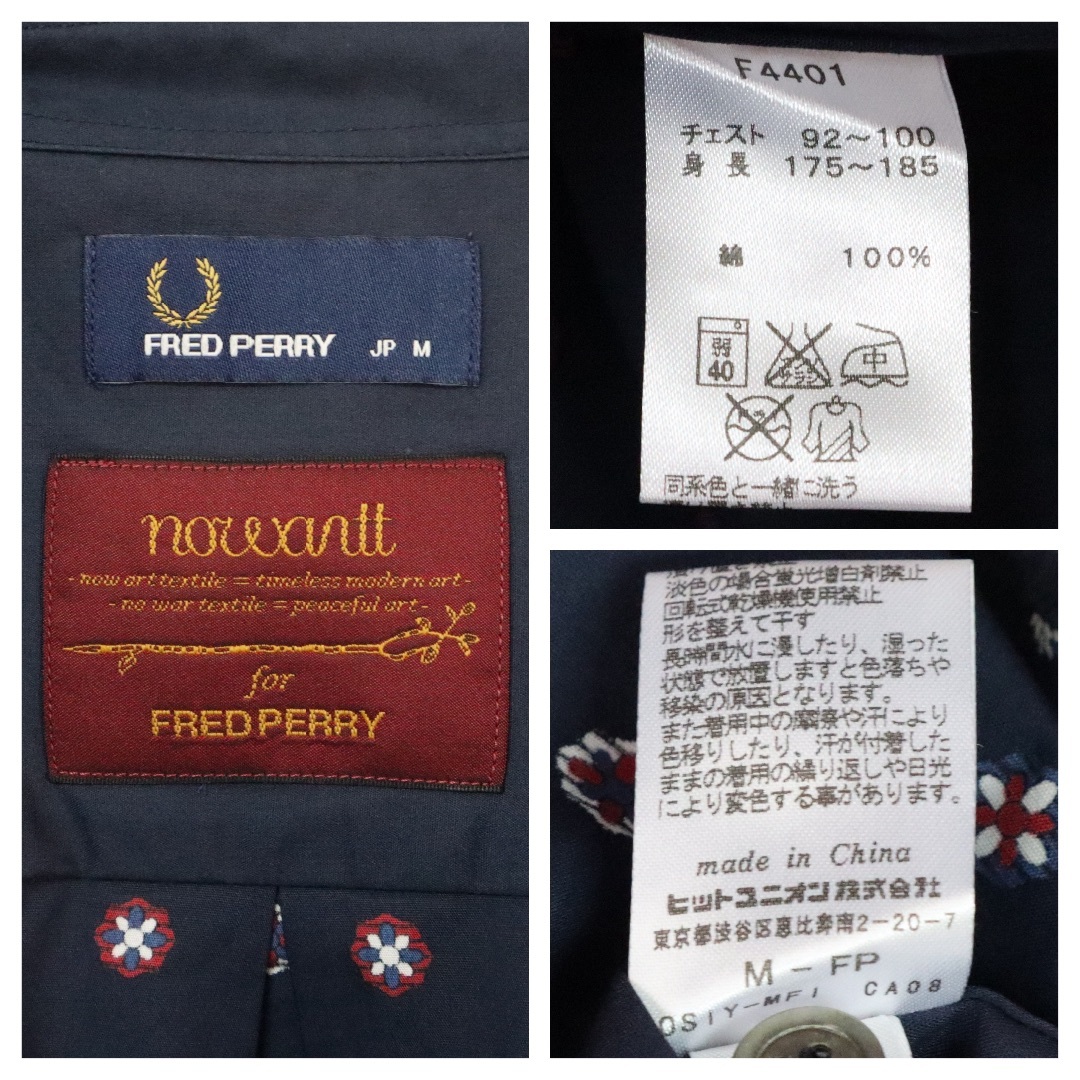 FRED PERRY JP M
nowartt
- now art textile = timeless modern art -
- no war textile = peaceful art -
for
FRED PERRY
F4401
チェスト 92～100
身長 175～185
綿 100%
弱
40
エンソ
サラシ
中
同系色と一緒に洗う
淡色の場合蛍光増白剤禁止
回転式乾燥機使用禁止
形を整えて干す
長時間水に浸したり、湿った
状態で放置しますと色落ちや
移染の原因となります。
また着用中の摩擦や汗により
色移りしたり、汗が付着した
ままの着用の繰り返しや日光
により変色する事があります。
made in China
ヒットユニオン株式会社
東京都渋谷区恵比寿南2-20-7
M - FP
OSIY-MFI CA08